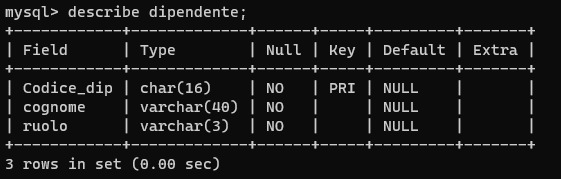 mysql> describe dipendente;
+------------+-------------+------+-----+---------+-------+
| Field      | Type        | Null | Key | Default | Extra |
+------------+-------------+------+-----+---------+-------+
| Codice_dip | char(16)    | NO   | PRI | NULL    |       |
| cognome    | varchar(40) | NO   |     | NULL    |       |
| ruolo      | varchar(3)  | NO   |     | NULL    |       |
+------------+-------------+------+-----+---------+-------+
3 rows in set (0.00 sec)